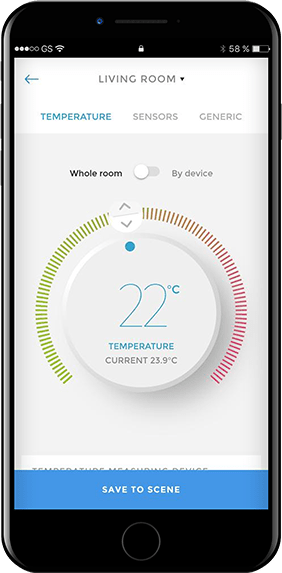 GS 58 %
LIVING ROOM
TEMPERATURE SENSORS GENERIC
Whole room By device
22°C
TEMPERATURE
CURRENT 23.9°C
TEMPERATURE MEASURING DEVICE
SAVE TO SCENE